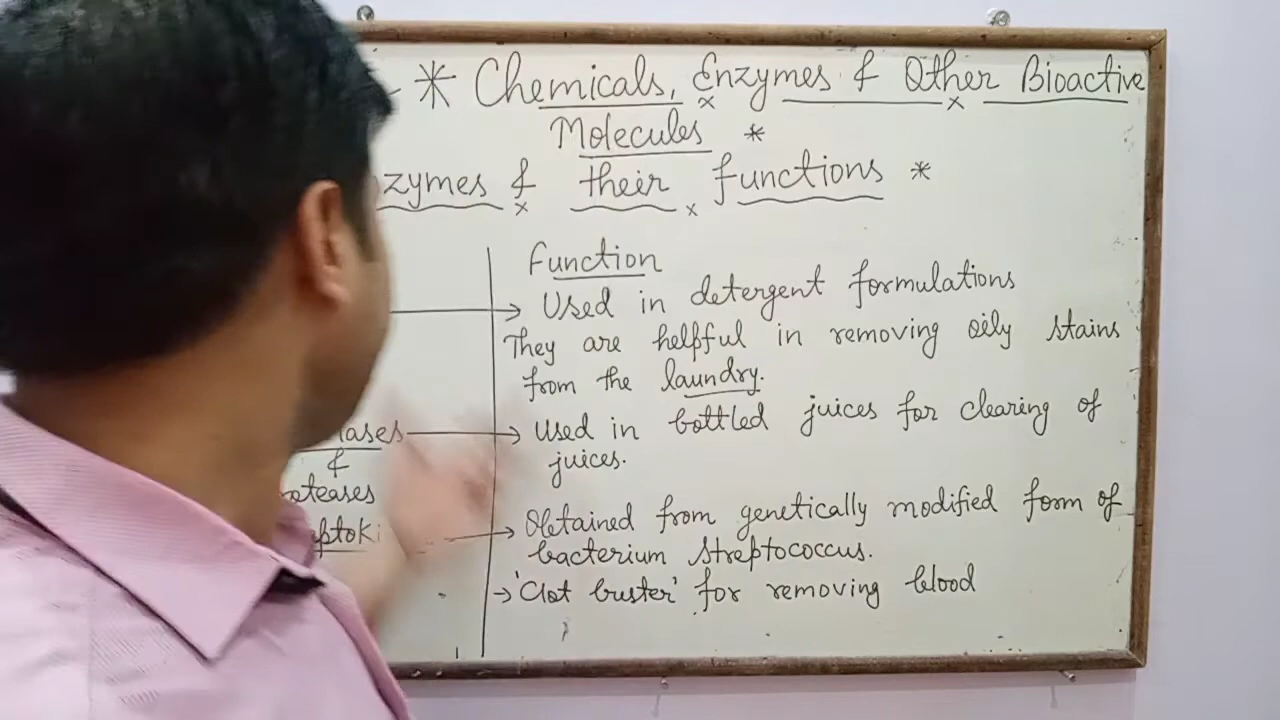 * Chemicals, Enzymes & Other Bioactive
Molecules *
zymes & their functions *
Function
Used in detergent formulations
They are helpful in removing oily stains
from the laundry.
ases → Used in bottled juices for clearing of
& juices.
oteases
eptoki → Obtained from genetically modified form of
bacterium Streptococcus.
→ 'Clot buster' for removing blood